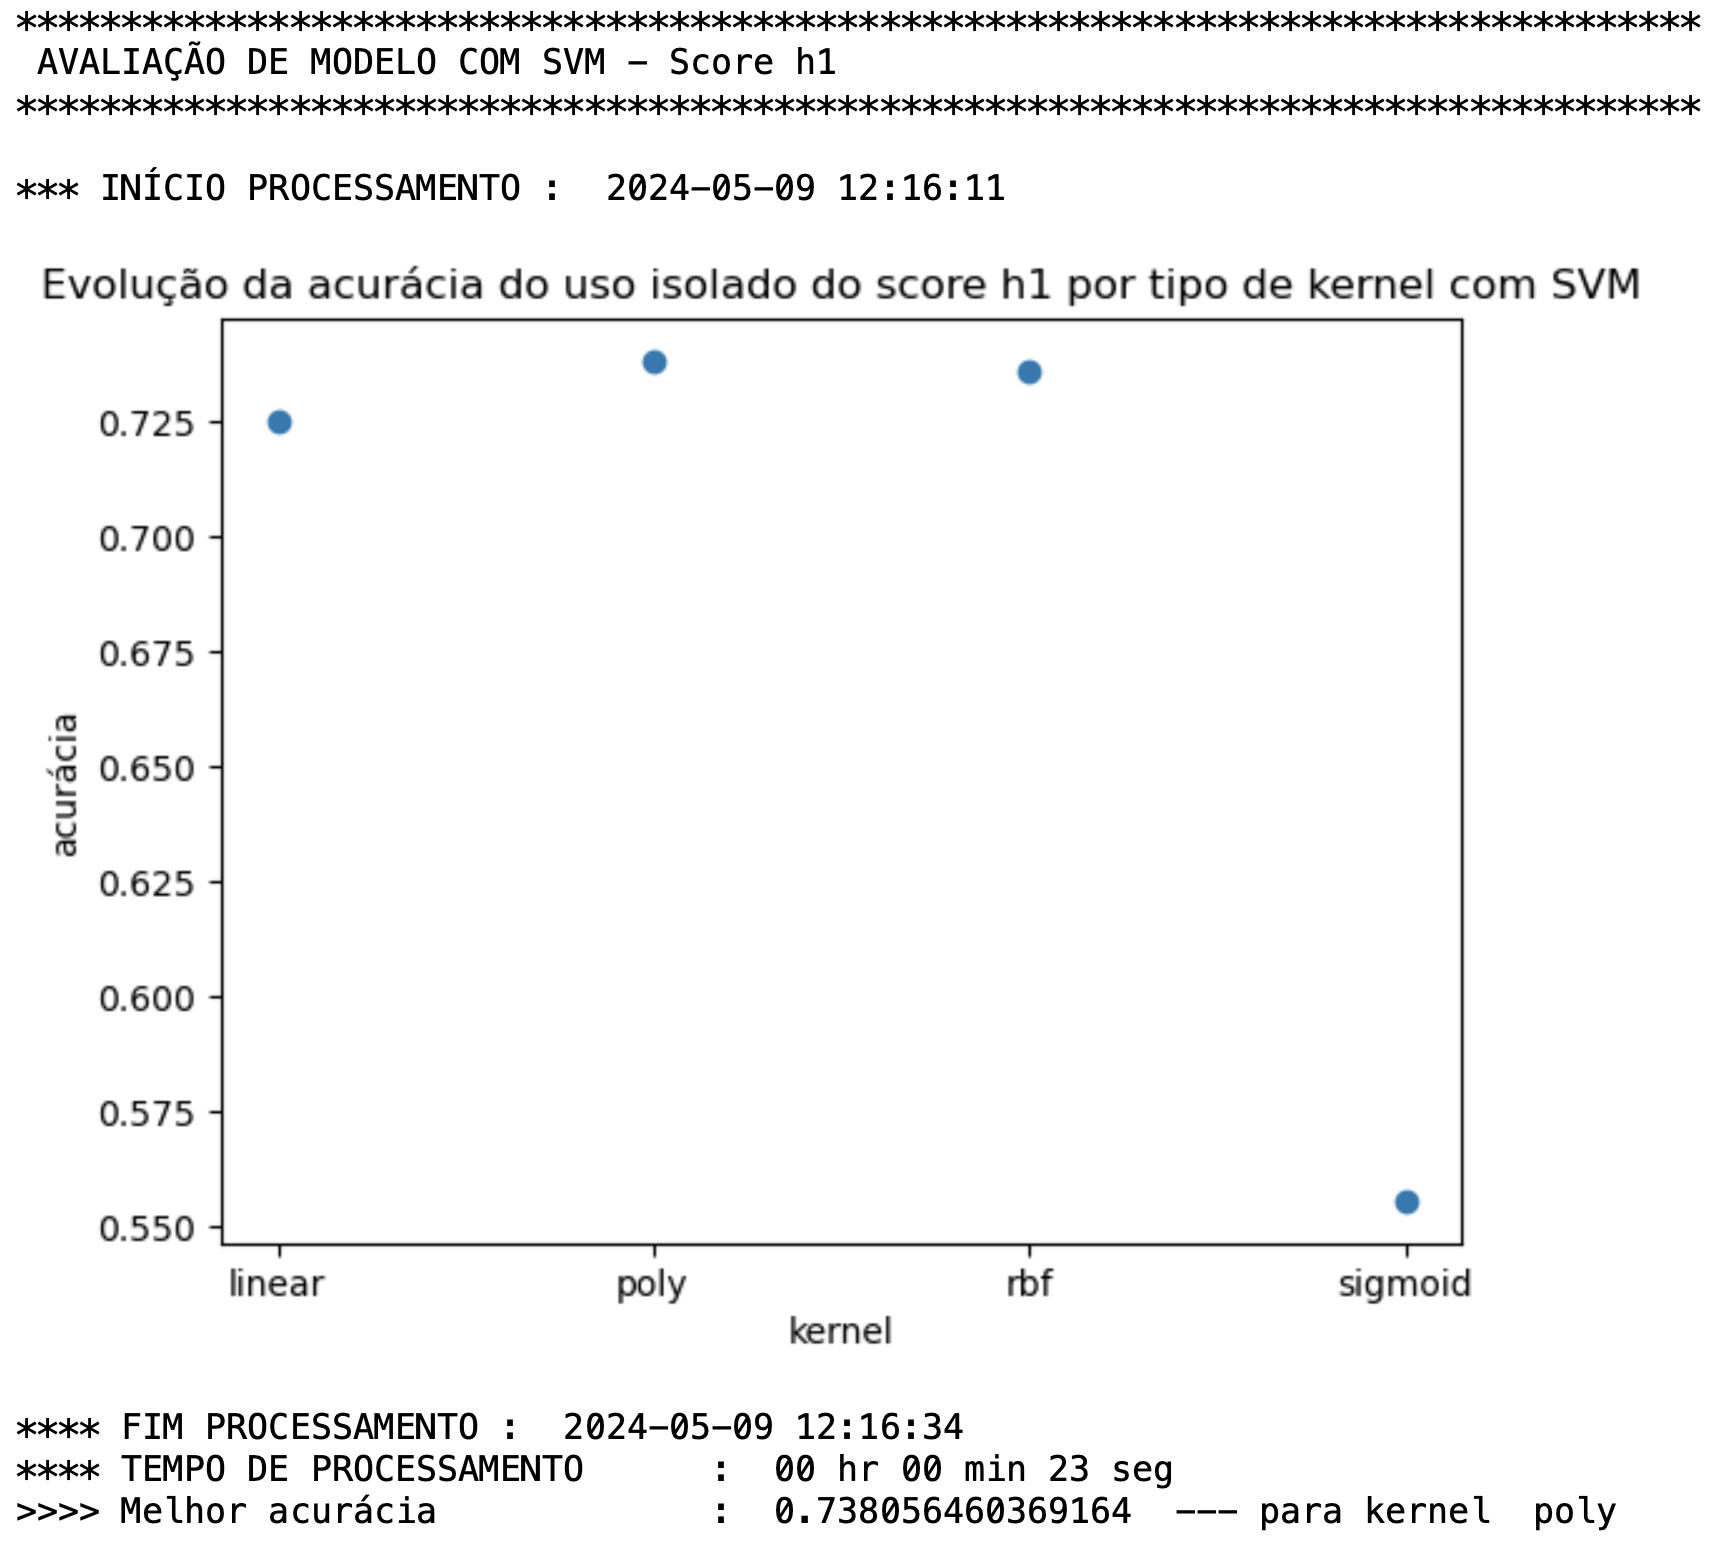 ********************************************************************************
AVALIAÇÃO DE MODELO COM SVM - Score h1
********************************************************************************
*** INÍCIO PROCESSAMENTO :  2024-05-09 12:16:11
Evolução da acurácia do uso isolado do score h1 por tipo de kernel com SVM
0.725
0.700
0.675
0.650
0.625
0.600
0.575
0.550
acurácia
linear poly rbf sigmoid
kernel
**** FIM PROCESSAMENTO :  2024-05-09 12:16:34
**** TEMPO DE PROCESSAMENTO      :  00 hr 00 min 23 seg
>>>> Melhor acurácia             :  0.738056460369164  --- para kernel  poly